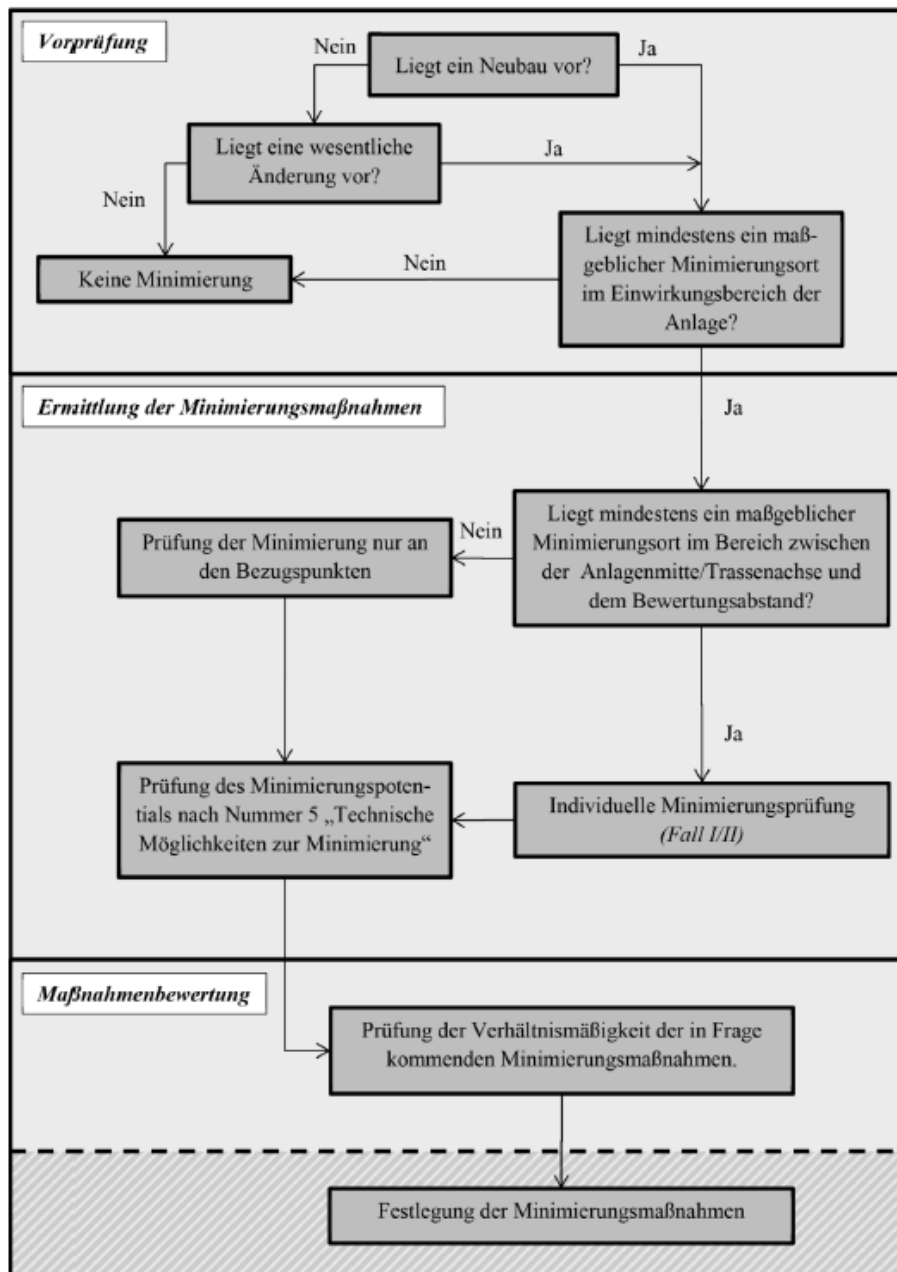 Vorprüfung
Nein
Ja
Liegt ein Neubau vor?
Liegt eine wesentliche
Änderung vor?
Ja
Nein
Liegt mindestens ein maß-
geblicher Minimierungsort
im Einwirkungsbereich der
Anlage?
Nein
Keine Minimierung
Ermittlung der Minimierungsmaßnahmen
Ja
Liegt mindestens ein maßgeblicher
Minimierungsort im Bereich zwischen
der Anlagenmitte/Trassenachse und
dem Bewertungsabstand?
Nein
Prüfung der Minimierung nur an
den Bezugspunkten
Ja
Prüfung des Minimierungspoten-
tials nach Nummer 5 „Technische
Möglichkeiten zur Minimierung“
Individuelle Minimierungsprüfung
(Fall I/II)
Maßnahmenbewertung
Prüfung der Verhältnismäßigkeit der in Frage
kommenden Minimierungsmaßnahmen.
Festlegung der Minimierungsmaßnahmen